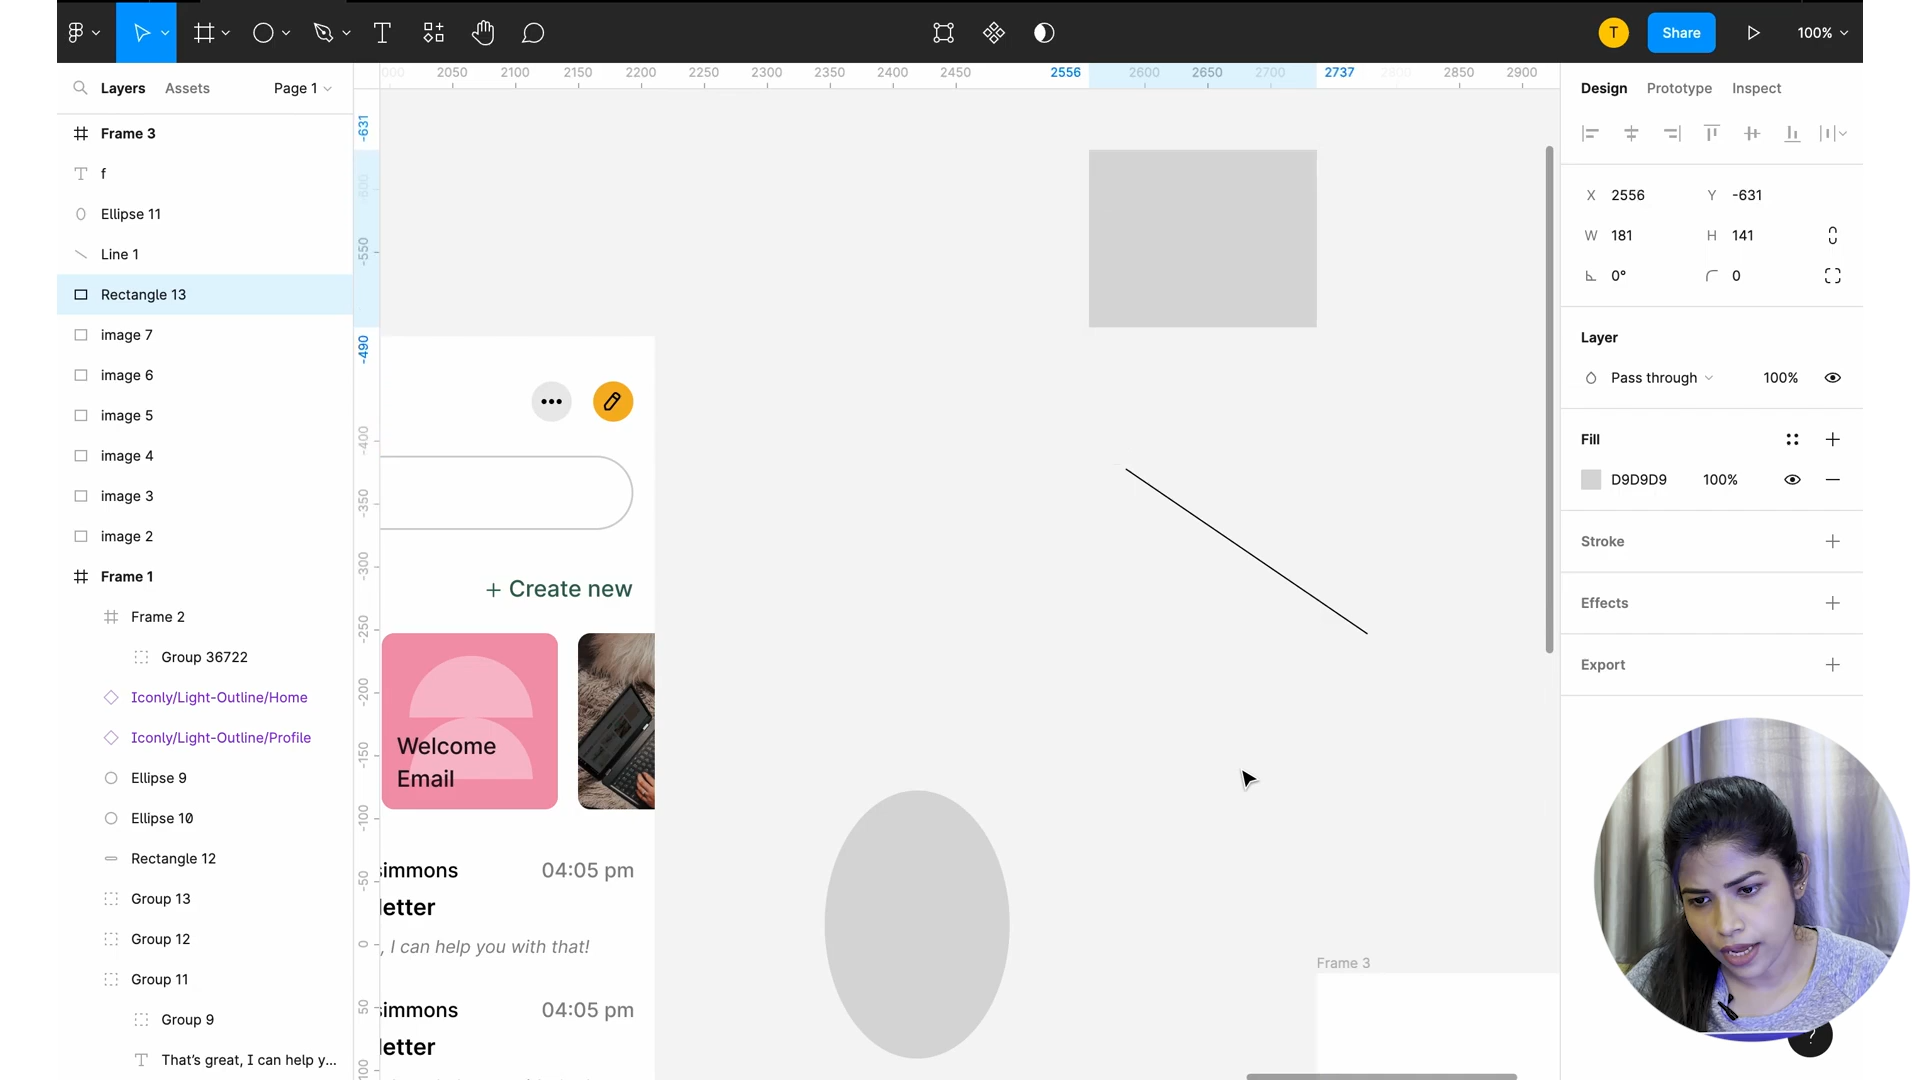 T
Share
100%
Layers
Assets
Page 1
2050
2100
2150
2200
2250
2300
2350
2400
2450
2556
2600
2650
2700
2737
2850
2900
Design
Prototype
Inspect
Frame 3
f
Ellipse 11
Line 1
Rectangle 13
image 7
image 6
image 5
image 4
image 3
image 2
Frame 1
Frame 2
Group 36722
Iconly/Light-Outline/Home
Iconly/Light-Outline/Profile
Ellipse 9
Ellipse 10
Rectangle 12
Group 13
Group 12
Group 11
Group 9
That's great, I can help y...
-631
-600
-550
-490
-400
-350
-300
-250
-200
-150
-100
-50
0
50
100
+ Create new
Welcome
Email
simmons 04:05 pm
letter
, I can help you with that!
simmons 04:05 pm
letter
Frame 3
X 2556 Y -631
W 181 H 141
0° 0
Layer
Pass through 100%
Fill
D9D9D9 100%
Stroke
Effects
Export
?